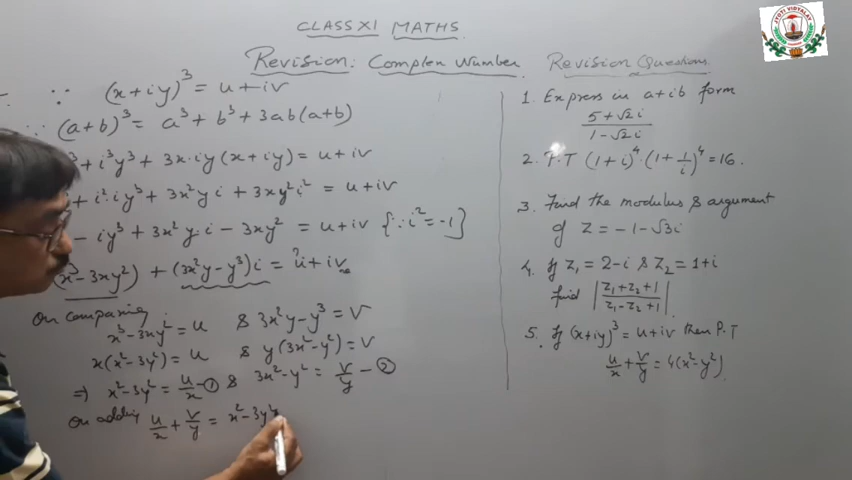 CLASS XI MATHS
Revision: Complex Number
Revision Questions
JYOTI VIDYALAY
∵ (x+iy)³ = u+iv
∴ (a+b)³ = a³+b³+3ab(a+b)
+ i³y³ + 3x·iy(x+iy) = u+iv
+ i²·iy³ + 3x²yi + 3xy²i² = u+iv
- iy³ + 3x²y·i - 3xy² = u+iv {∵ i² = -1}
(x³-3xy²) + (3x²y-y³)i = u+iv
On comparing
x³-3xy² = u & 3x²y-y³ = V
x(x²-3y²) = u & y(3x²-y²) = V
⇒ x²-3y² = u/x - ① & 3x²-y² = V/y - ②
On adding u/x + v/y = x²-3y²
1. Express in a+ib form
5+√2i / 1-√2i
2. P.T (1+i)⁴·(1+1/i)⁴ = 16.
3. Find the modulus & argument
of Z = -1-√3i
4. If Z₁ = 2-i & Z₂ = 1+i
find |Z₁+Z₂+1 / Z₁-Z₂+1|
5. If (x+iy)³ = u+iv then P.T
u/x + v/y = 4(x²-y²)